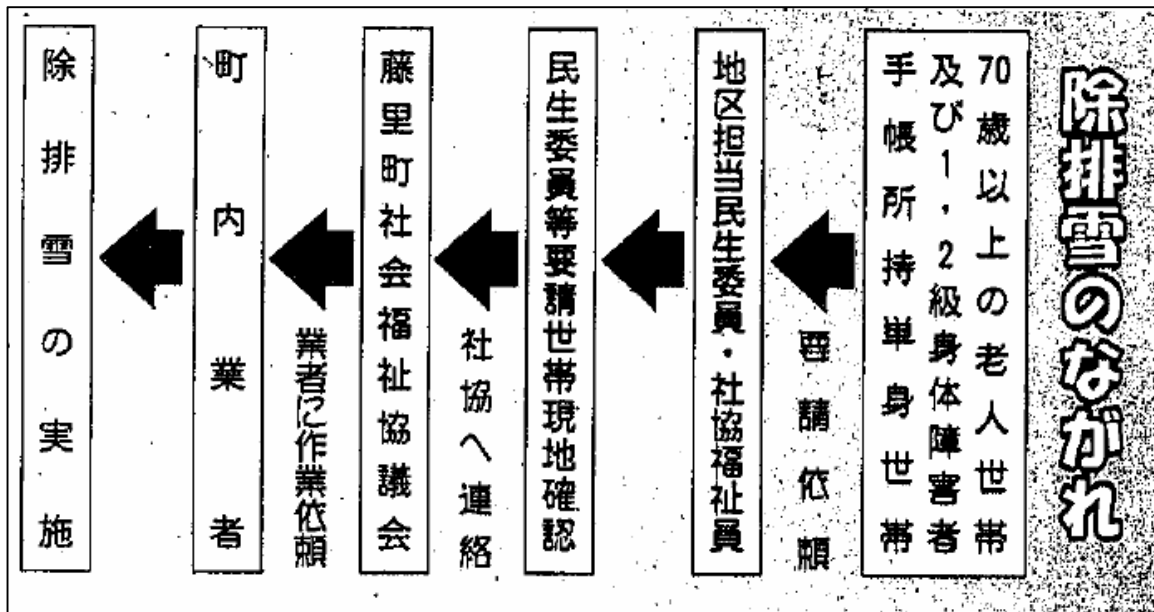 除排雪のながれ
70歳以上の老人世帯
及び1・2級身体障害者
手帳所持単身世帯
要請依頼
地区担当民生委員・社協福祉員
民生委員等要請世帯現地確認
社協へ連絡
藤里町社会福祉協議会
業者に作業依頼
町内業者
除排雪の実施